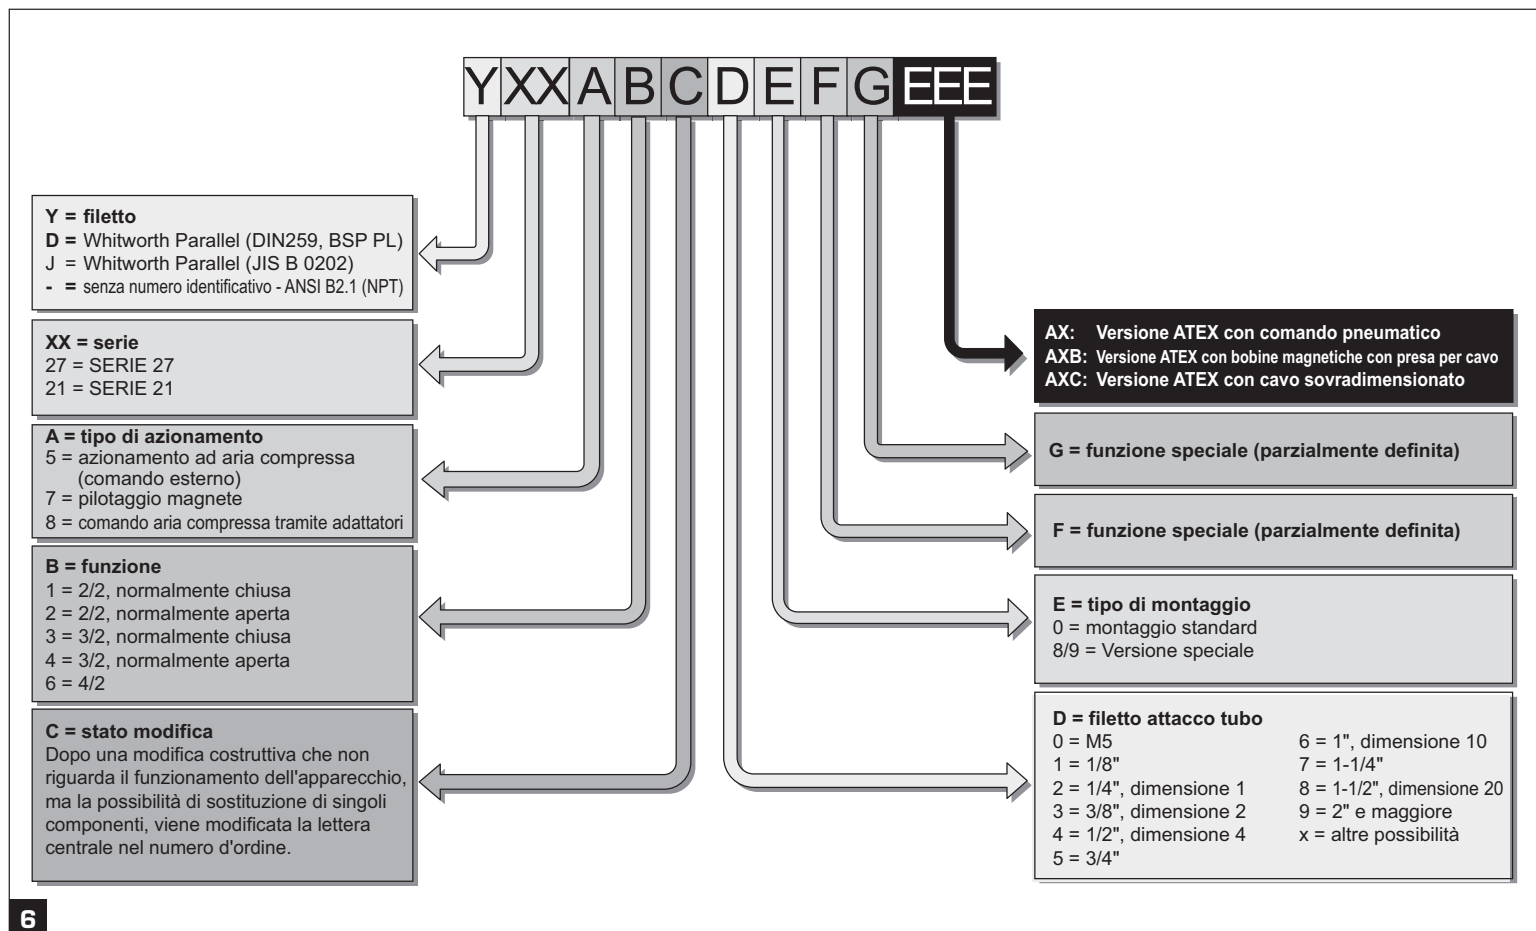 YXXABCDEFGEEE
Y = filetto
D = Whitworth Parallel (DIN259, BSP PL)
J = Whitworth Parallel (JIS B 0202)
- = senza numero identificativo - ANSI B2.1 (NPT)
XX = serie
27 = SERIE 27
21 = SERIE 21
A = tipo di azionamento
5 = azionamento ad aria compressa
(comando esterno)
7 = pilotaggio magnete
8 = comando aria compressa tramite adattatori
B = funzione
1 = 2/2, normalmente chiusa
2 = 2/2, normalmente aperta
3 = 3/2, normalmente chiusa
4 = 3/2, normalmente aperta
6 = 4/2
C = stato modifica
Dopo una modifica costruttiva che non
riguarda il funzionamento dell'apparecchio,
ma la possibilità di sostituzione di singoli
componenti, viene modificata la lettera
centrale nel numero d'ordine.
AX: Versione ATEX con comando pneumatico
AXB: Versione ATEX con bobine magnetiche con presa per cavo
AXC: Versione ATEX con cavo sovradimensionato
G = funzione speciale (parzialmente definita)
F = funzione speciale (parzialmente definita)
E = tipo di montaggio
0 = montaggio standard
8/9 = Versione speciale
D = filetto attacco tubo
0 = M5
1 = 1/8"
2 = 1/4", dimensione 1
3 = 3/8", dimensione 2
4 = 1/2", dimensione 4
5 = 3/4"
6 = 1", dimensione 10
7 = 1-1/4"
8 = 1-1/2", dimensione 20
9 = 2" e maggiore
x = altre possibilità
6